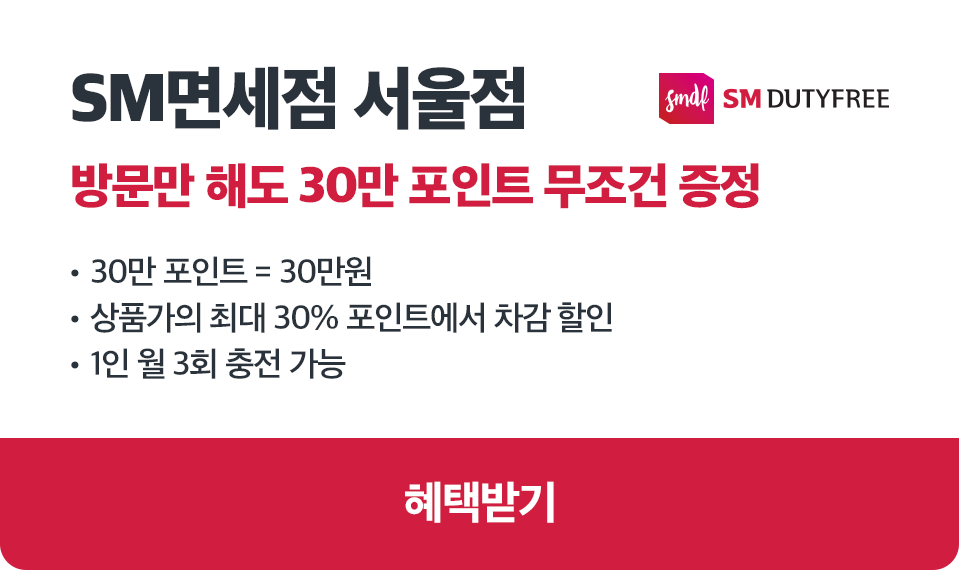 SM면세점 서울점
smdf SM DUTYFREE
방문만 해도 30만 포인트 무조건 증정
• 30만 포인트 = 30만원
• 상품가의 최대 30% 포인트에서 차감 할인
• 1인 월 3회 충전 가능
혜택받기